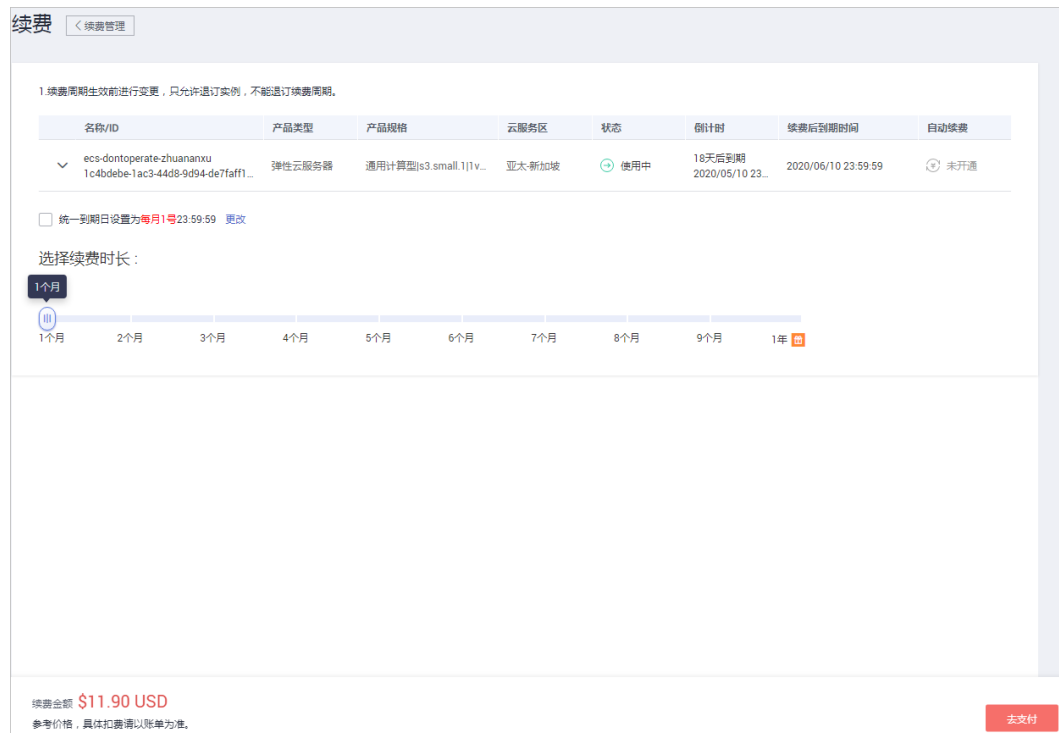 续费 < 续费管理
1.续费周期生效前进行变更，只允许退订实例，不能退订续费周期。
名称/ID 产品类型 产品规格 云服务区 状态 倒计时 续费后到期时间 自动续费
ecs-dontoperate-zhuananxu 弹性云服务器 通用计算型|s3.small.1|1v... 亚太-新加坡 使用中 18天后到期 2020/06/10 23:59:59 未开通
1c4bdebe-1ac3-44d8-9d94-de7faff1... 2020/05/10 23...
统一到期日设置为每月1号23:59:59 更改
选择续费时长：
1个月
1个月 2个月 3个月 4个月 5个月 6个月 7个月 8个月 9个月 1年
续费金额 $11.90 USD
参考价格，具体扣费请以账单为准。
去支付